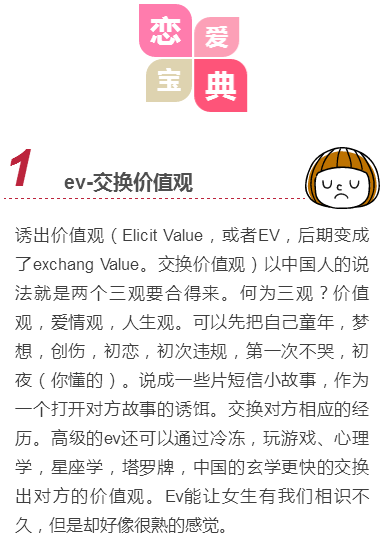 恋爱
宝典
1
ev-交换价值观
诱出价值观（Elicit Value，或者EV，后期变成
了exchang Value。交换价值观）以中国人的说
法就是两个三观要合得来。何为三观？价值
观，爱情观，人生观。可以先把自己童年，梦
想，创伤，初恋，初次违规，第一次不哭，初
夜（你懂的）。说成一些片短信小故事，作为
一个打开对方故事的诱饵。交换对方相应的经
历。高级的ev还可以通过冷冻，玩游戏、心理
学，星座学，塔罗牌，中国的玄学更快的交换
出对方的价值观。Ev能让女生有我们相识不
久，但是却好像很熟的感觉。